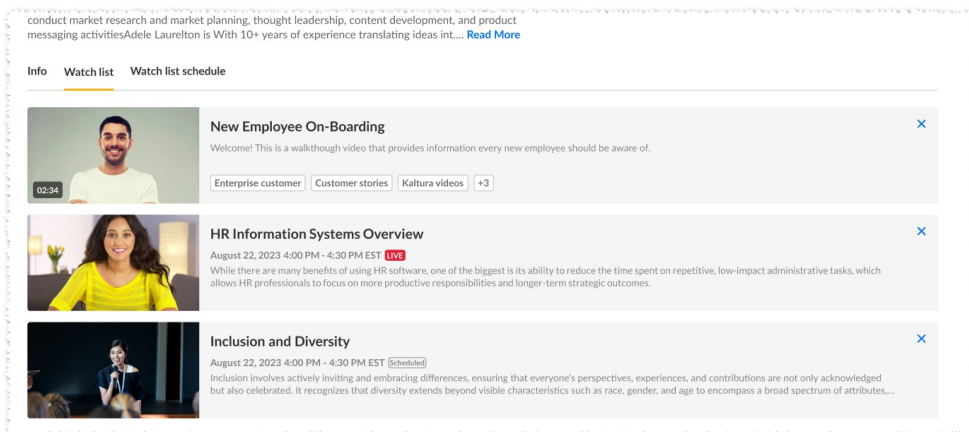 conduct market research and market planning, thought leadership, content development, and product
messaging activitiesAdele Laurelton is With 10+ years of experience translating ideas int.... Read More
Info Watch list Watch list schedule
New Employee On-Boarding
Welcome! This is a walkthough video that provides information every new employee should be aware of.
02:34
Enterprise customer Customer stories Kaltura videos +3
HR Information Systems Overview
August 22, 2023 4:00 PM - 4:30 PM EST LIVE
While there are many benefits of using HR software, one of the biggest is its ability to reduce the time spent on repetitive, low-impact administrative tasks, which
allows HR professionals to focus on more productive responsibilities and longer-term strategic outcomes.
Inclusion and Diversity
August 22, 2023 4:00 PM - 4:30 PM EST Scheduled
Inclusion involves actively inviting and embracing differences, ensuring that everyone's perspectives, experiences, and contributions are not only acknowledged
but also celebrated. It recognizes that diversity extends beyond visible characteristics such as race, gender, and age to encompass a broad spectrum of attributes,...